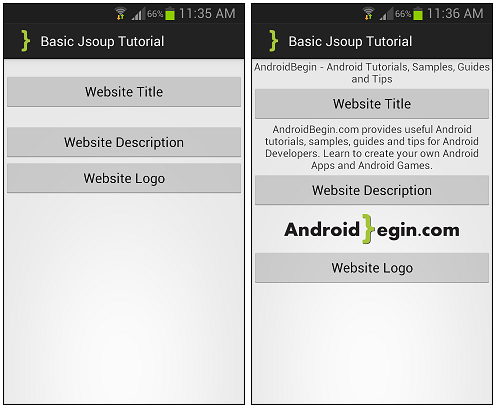 66% 11:35 AM
} Basic Jsoup Tutorial
Website Title
Website Description
Website Logo
66% 11:36 AM
} Basic Jsoup Tutorial
AndroidBegin - Android Tutorials, Samples, Guides
and Tips
Website Title
AndroidBegin.com provides useful Android
tutorials, samples, guides and tips for Android
Developers. Learn to create your own Android
Apps and Android Games.
Website Description
Android}egin.com
Website Logo